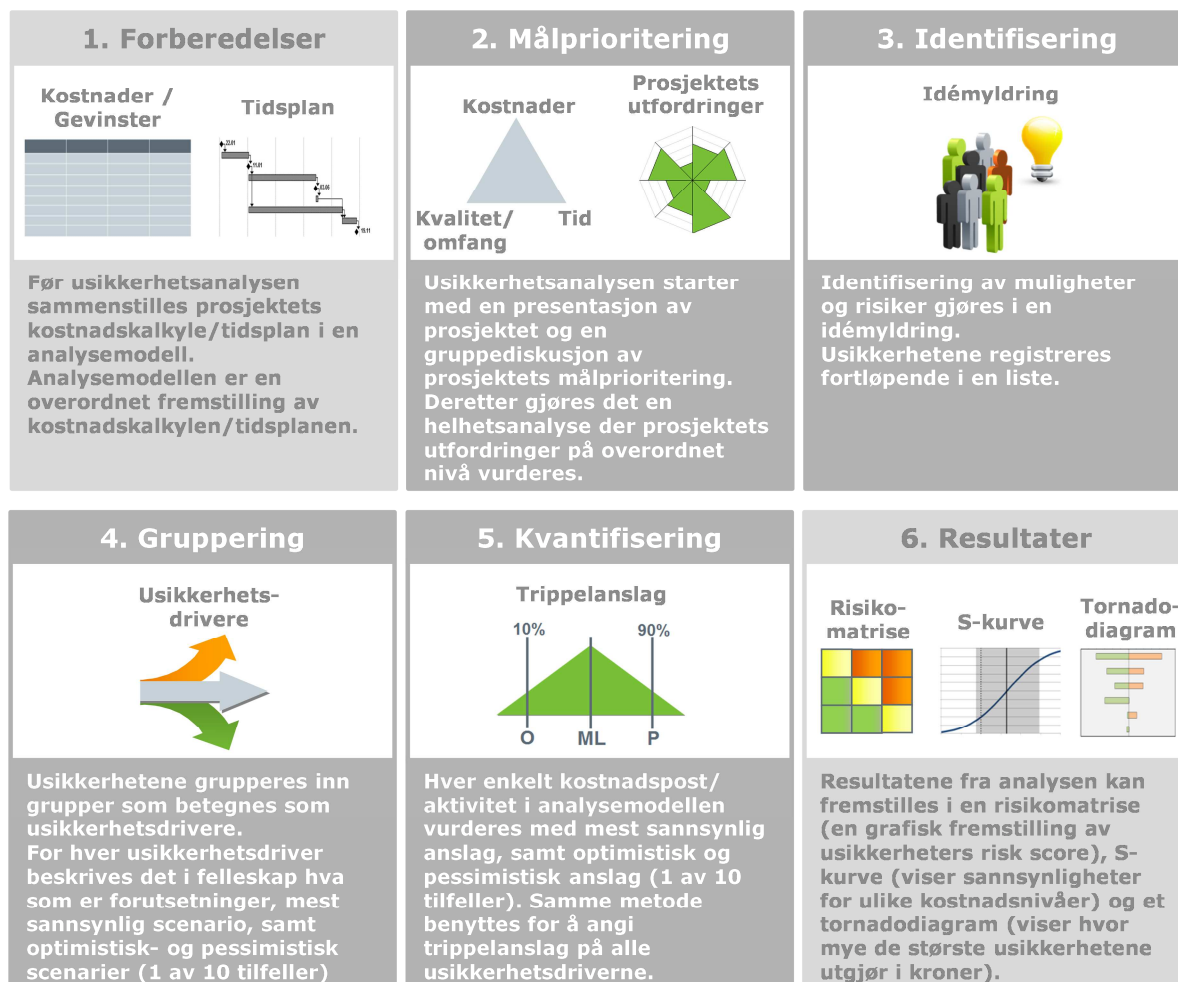 1. Forberedelser
Kostnader /
Gevinster
Tidsplan
22.01
11.01
03.06
15.11
Før usikkerhetsanalysen
sammenstilles prosjektets
kostnadskalkyle/tidsplan i en
analysemodell.
Analysemodellen er en
overordnet fremstilling av
kostnadskalkylen/tidsplanen.
2. Målprioritering
Kostnader
Kvalitet/
omfang
Tid
Prosjektets
utfordringer
Usikkerhetsanalysen starter
med en presentasjon av
prosjektet og en
gruppediskusjon av
prosjektets målprioritering.
Deretter gjøres det en
helhetsanalyse der prosjektets
utfordringer på overordnet
nivå vurderes.
3. Identifisering
Idémyldring
Identifisering av muligheter
og risiker gjøres i en
idémyldring.
Usikkerhetene registreres
fortløpende i en liste.
4. Gruppering
Usikkerhets-
drivere
Usikkerhetene grupperes inn
grupper som betegnes som
usikkerhetsdrivere.
For hver usikkerhetsdriver
beskrives det i felleskap hva
som er forutsetninger, mest
sannsynlig scenario, samt
optimistisk- og pessimistisk
scenarier (1 av 10 tilfeller)
5. Kvantifisering
Trippelanslag
10%
90%
O
ML
P
Hver enkelt kostnadspost/
aktivitet i analysemodellen
vurderes med mest sannsynlig
anslag, samt optimistisk og
pessimistisk anslag (1 av 10
tilfeller). Samme metode
benyttes for å angi
trippelanslag på alle
usikkerhetsdriverne.
6. Resultater
Risiko-
matrise
S-kurve
Tornado-
diagram
Resultatene fra analysen kan
fremstilles i en risikomatrise
(en grafisk fremstilling av
usikkerheters risk score), S-
kurve (viser sannsynligheter
for ulike kostnadsnivåer) og et
tornadodiagram (viser hvor
mye de største usikkerhetene
utgjør i kroner).